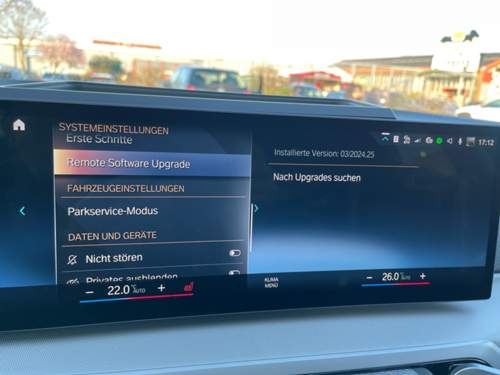 SYSTEMEINSTELLUNGEN
Erste Schritte
Remote Software Upgrade
FAHRZEUGEINSTELLUNGEN
Parkservice-Modus
DATEN UND GERÄTE
Nicht stören
Privates ausblenden
17:12
Installierte Version: 03/2024.25
Nach Upgrades suchen
− 22.0 °C AUTO +
KLIMA
MENÜ
− 26.0 °C AUTO +